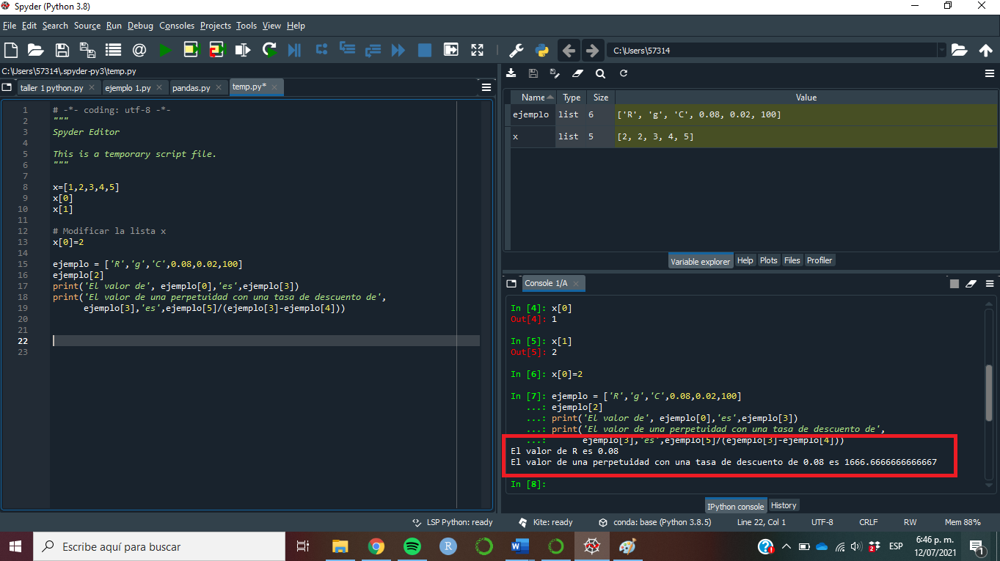 Spyder (Python 3.8)
File Edit Search Source Run Debug Consoles Projects Tools View Help
C:\Users\57314
C:\Users\57314\.spyder-py3\temp.py
taller 1 python.py ejemplo 1.py pandas.py temp.py*
1 # -*- coding: utf-8 -*-
2 """
3 Spyder Editor
4
5 This is a temporary script file.
6 """
7
8 x=[1,2,3,4,5]
9 x[0]
10 x[1]
11
12 # Modificar la lista x
13 x[0]=2
14
15 ejemplo = ['R','g','C',0.08,0.02,100]
16 ejemplo[2]
17 print('El valor de', ejemplo[0],'es',ejemplo[3])
18 print('El valor de una perpetuidad con una tasa de descuento de',
19 ejemplo[3],'es',ejemplo[5]/(ejemplo[3]-ejemplo[4]))
20
21
22
23
Name Type Size Value
ejemplo list 6 ['R', 'g', 'C', 0.08, 0.02, 100]
x list 5 [2, 2, 3, 4, 5]
Variable explorer Help Plots Files Profiler
Console 1/A
In [4]: x[0]
Out[4]: 1
In [5]: x[1]
Out[5]: 2
In [6]: x[0]=2
In [7]: ejemplo = ['R','g','C',0.08,0.02,100]
...: ejemplo[2]
...: print('El valor de', ejemplo[0],'es',ejemplo[3])
...: print('El valor de una perpetuidad con una tasa de descuento de',
...: ejemplo[3],'es',ejemplo[5]/(ejemplo[3]-ejemplo[4]))
El valor de R es 0.08
El valor de una perpetuidad con una tasa de descuento de 0.08 es 1666.6666666666667
In [8]:
IPython console History
LSP Python: ready Kite: ready conda: base (Python 3.8.5) Line 22, Col 1 UTF-8 CRLF RW Mem 88%
Escribe aquí para buscar
ESP
6:46 p. m.
12/07/2021
1